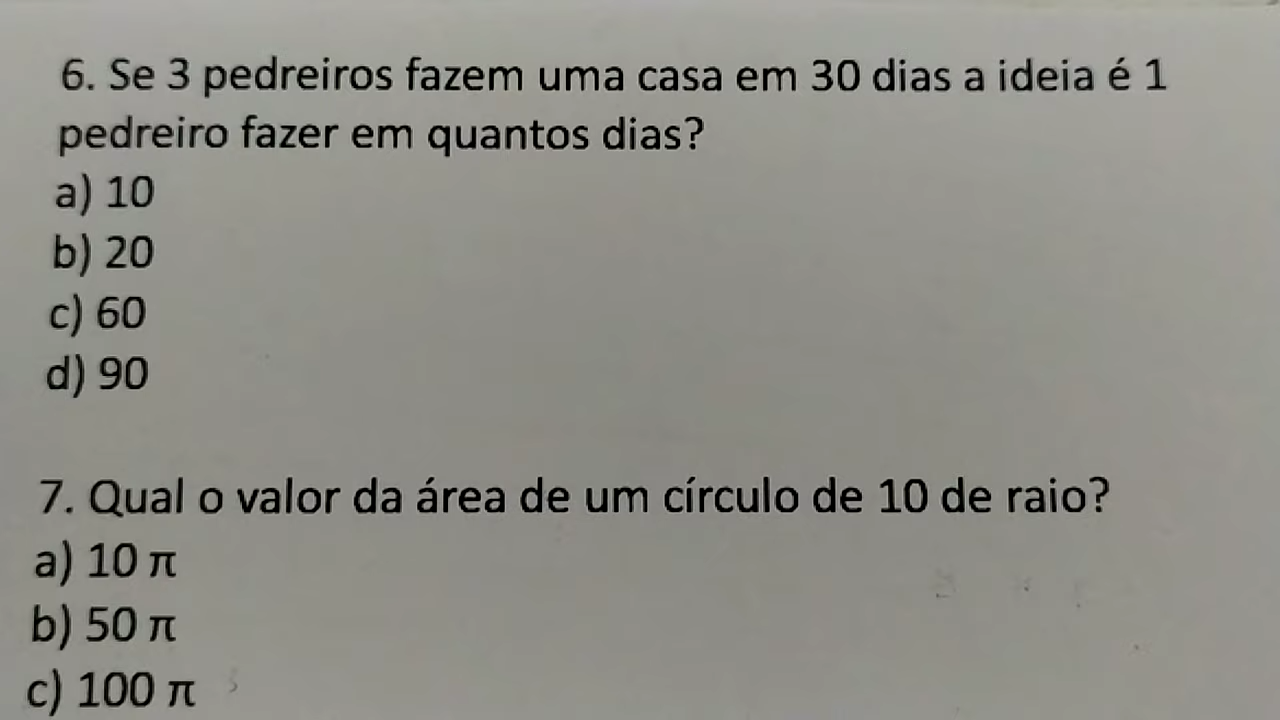 6. Se 3 pedreiros fazem uma casa em 30 dias a ideia é 1
pedreiro fazer em quantos dias?
a) 10
b) 20
c) 60
d) 90
7. Qual o valor da área de um círculo de 10 de raio?
a) 10 π
b) 50 π
c) 100 π